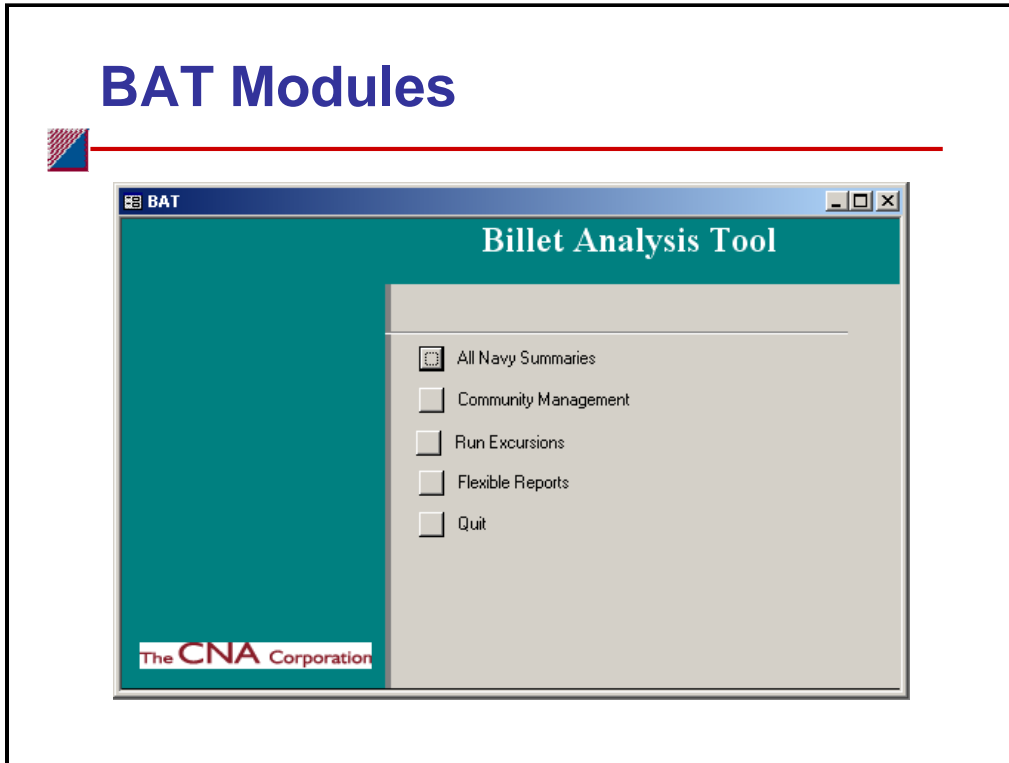 BAT Modules
BAT
Billet Analysis Tool
All Navy Summaries
Community Management
Run Excursions
Flexible Reports
Quit
The CNA Corporation